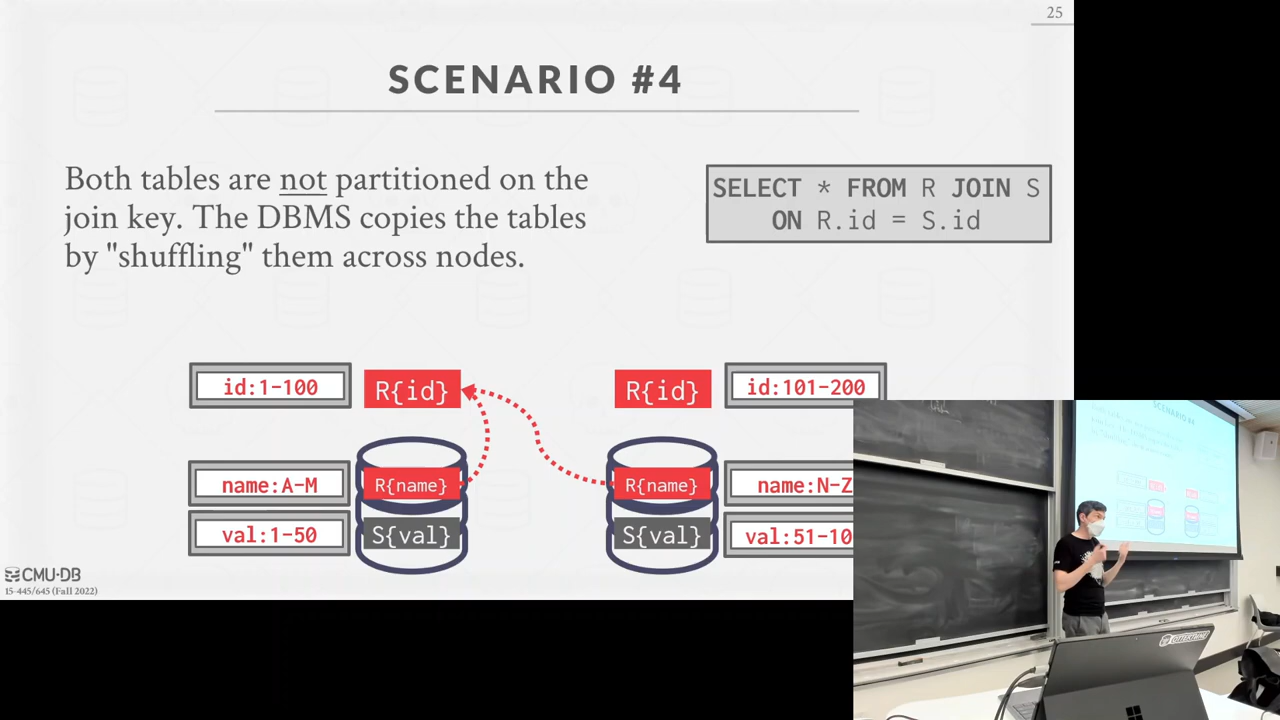 25
SCENARIO #4
Both tables are not partitioned on the
join key. The DBMS copies the tables
by "shuffling" them across nodes.
SELECT * FROM R JOIN S
ON R.id = S.id
id:1-100 R{id} R{id} id:101-200
name:A-M R{name} R{name} name:N-Z
val:1-50 S{val} S{val} val:51-10
CMU·DB
15-445/645 (Fall 2022)
SCENARIO #4